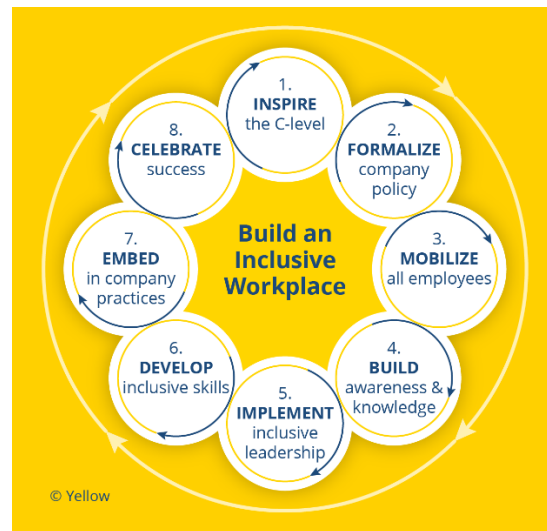 1.
INSPIRE
the C-level
2.
FORMALIZE
company
policy
3.
MOBILIZE
all employees
4.
BUILD
awareness &
knowledge
5.
IMPLEMENT
inclusive
leadership
6.
DEVELOP
inclusive skills
7.
EMBED
in company
practices
8.
CELEBRATE
success
Build an
Inclusive
Workplace
© Yellow